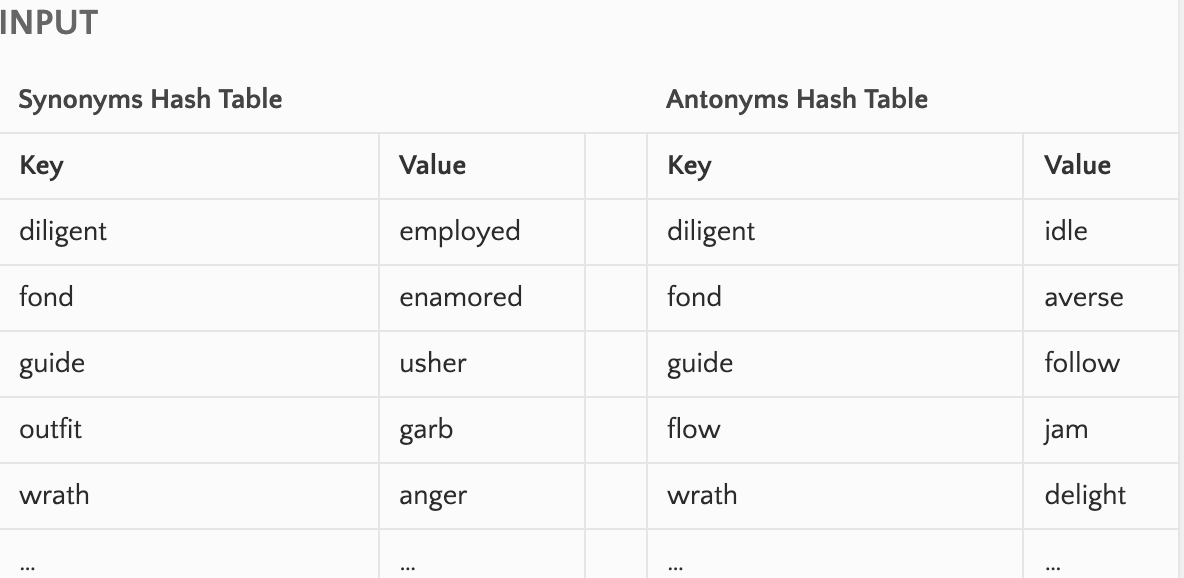 INPUT
Synonyms Hash Table Antonyms Hash Table
Key Value Key Value
diligent employed diligent idle
fond enamored fond averse
guide usher guide follow
outfit garb flow jam
wrath anger wrath delight
... ... ... ...